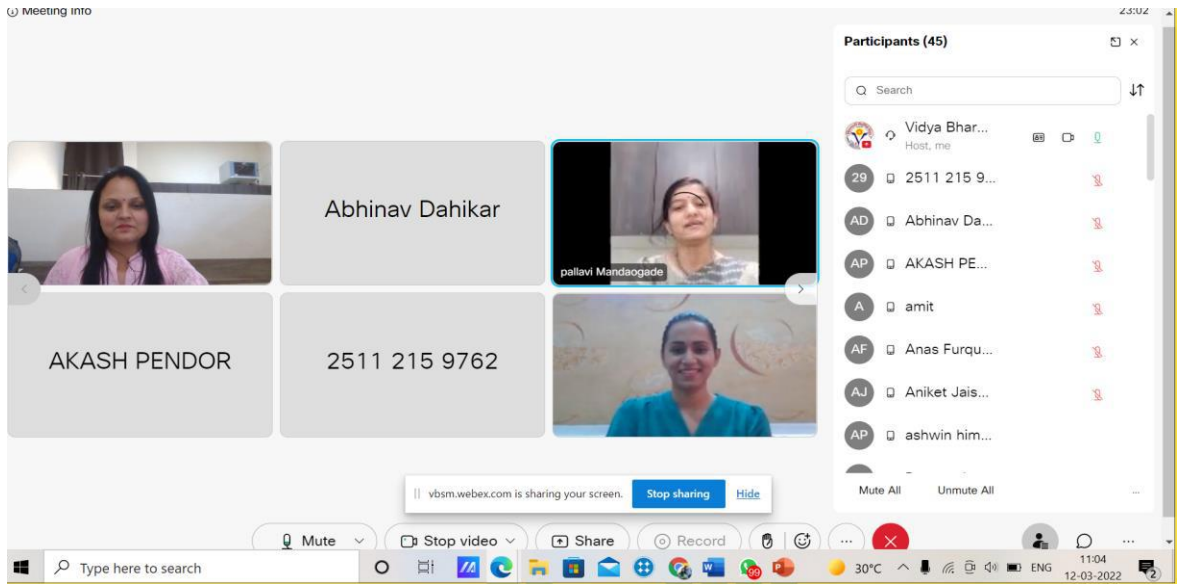 Meeting Info
23:02
Participants (45)
Search
Vidya Bhar...
Host, me
29 2511 215 9...
AD Abhinav Da...
AP AKASH PE...
A amit
AF Anas Furqu...
AJ Aniket Jais...
AP ashwin him...
Mute All Unmute All
...
Abhinav Dahikar
pallavi Mandaogade
AKASH PENDOR
2511 215 9762
vbsm.webex.com is sharing your screen. Stop sharing Hide
Mute Stop video Share Record ... ...
Type here to search
99
30°C ENG
11:04
12-03-2022
2